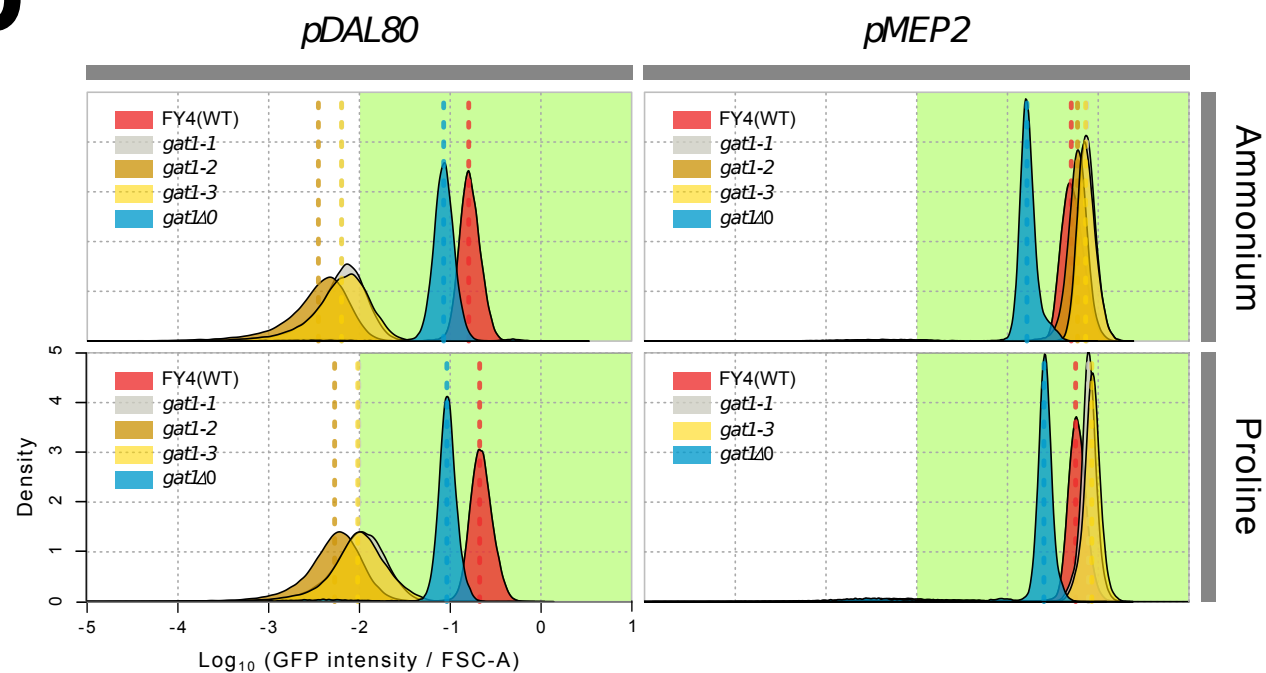 pDAL80
pMEP2
FY4(WT)
gat1-1
gat1-2
gat1-3
gat1Δ0
FY4(WT)
gat1-1
gat1-2
gat1-3
gat1Δ0
Ammonium
FY4(WT)
gat1-1
gat1-2
gat1-3
gat1Δ0
FY4(WT)
gat1-1
gat1-3
gat1Δ0
Proline
Density
5
4
3
2
1
0
-5 -4 -3 -2 -1 0 1
Log₁₀ (GFP intensity / FSC-A)